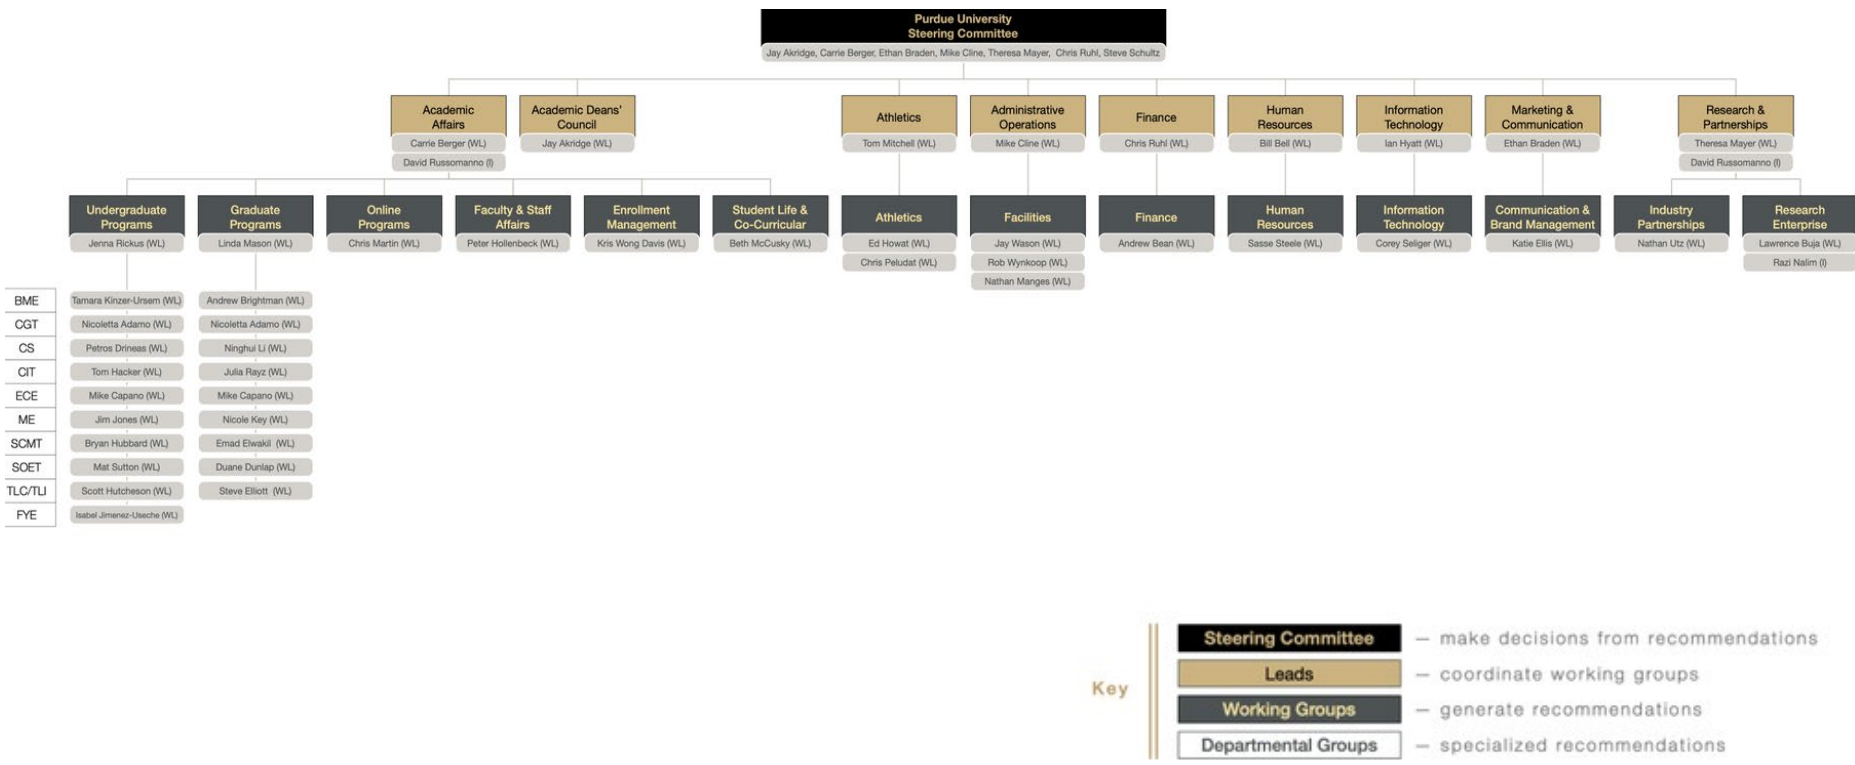 Purdue University
Steering Committee
Jay Akridge, Carrie Berger, Ethan Braden, Mike Cline, Theresa Mayer, Chris Ruhl, Steve Schultz
Academic
Affairs
Carrie Berger (WL)
David Russomanno (I)
Academic Deans'
Council
Jay Akridge (WL)
Athletics
Tom Mitchell (WL)
Administrative
Operations
Mike Cline (WL)
Finance
Chris Ruhl (WL)
Human
Resources
Bill Bell (WL)
Information
Technology
Ian Hyatt (WL)
Marketing &
Communication
Ethan Braden (WL)
Research &
Partnerships
Theresa Mayer (WL)
David Russomanno (I)
Undergraduate
Programs
Jenna Rickus (WL)
Graduate
Programs
Linda Mason (WL)
Online
Programs
Chris Martin (WL)
Faculty & Staff
Affairs
Peter Hollenbeck (WL)
Enrollment
Management
Kris Wong Davis (WL)
Student Life &
Co-Curricular
Beth McCusky (WL)
Athletics
Ed Howat (WL)
Chris Peludat (WL)
Facilities
Jay Wason (WL)
Rob Wynkoop (WL)
Nathan Manges (WL)
Finance
Andrew Bean (WL)
Human
Resources
Sasse Steele (WL)
Information
Technology
Corey Seliger (WL)
Communication &
Brand Management
Katie Ellis (WL)
Industry
Partnerships
Nathan Utz (WL)
Research
Enterprise
Lawrence Buja (WL)
Razi Nalim (I)
BME Tamara Kinzer-Ursem (WL) Andrew Brightman (WL)
CGT Nicoletta Adamo (WL) Nicoletta Adamo (WL)
CS Petros Drineas (WL) Ninghui Li (WL)
CIT Tom Hacker (WL) Julia Rayz (WL)
ECE Mike Capano (WL) Mike Capano (WL)
ME Jim Jones (WL) Nicole Key (WL)
SCMT Bryan Hubbard (WL) Emad Elwakil (WL)
SOET Mat Sutton (WL) Duane Dunlap (WL)
TLC/TLI Scott Hutcheson (WL) Steve Elliott (WL)
FYE Isabel Jimenez-Useche (WL)
Key
Steering Committee — make decisions from recommendations
Leads — coordinate working groups
Working Groups — generate recommendations
Departmental Groups — specialized recommendations